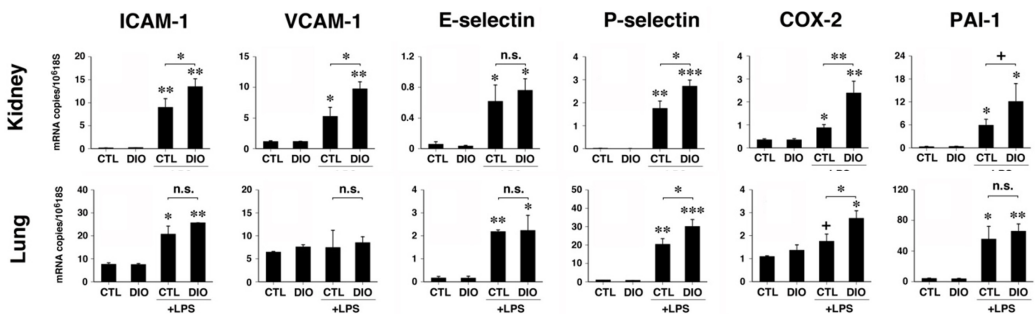 ICAM-1 VCAM-1 E-selectin P-selectin COX-2 PAI-1
Kidney
mRNA copies/10⁶18S
20 15 10 5 0 ** * **
15 10 5 0 * * **
1.2 0.8 0.4 0 * n.s. *
4 3 2 1 0 ** * ***
4 3 2 1 0 * ** **
24 18 12 6 0 * + *
CTL DIO CTL DIO CTL DIO CTL DIO CTL DIO CTL DIO CTL DIO CTL DIO CTL DIO CTL DIO CTL DIO CTL DIO
Lung
mRNA copies/10⁶18S
40 30 20 10 0 * n.s. **
20 15 10 5 0 n.s.
4 3 2 1 0 ** n.s. *
50 40 30 20 10 0 ** * ***
4 3 2 1 0 + * *
120 80 40 0 * n.s. **
CTL DIO CTL DIO CTL DIO CTL DIO CTL DIO CTL DIO CTL DIO CTL DIO CTL DIO CTL DIO CTL DIO CTL DIO
+LPS +LPS +LPS +LPS +LPS +LPS